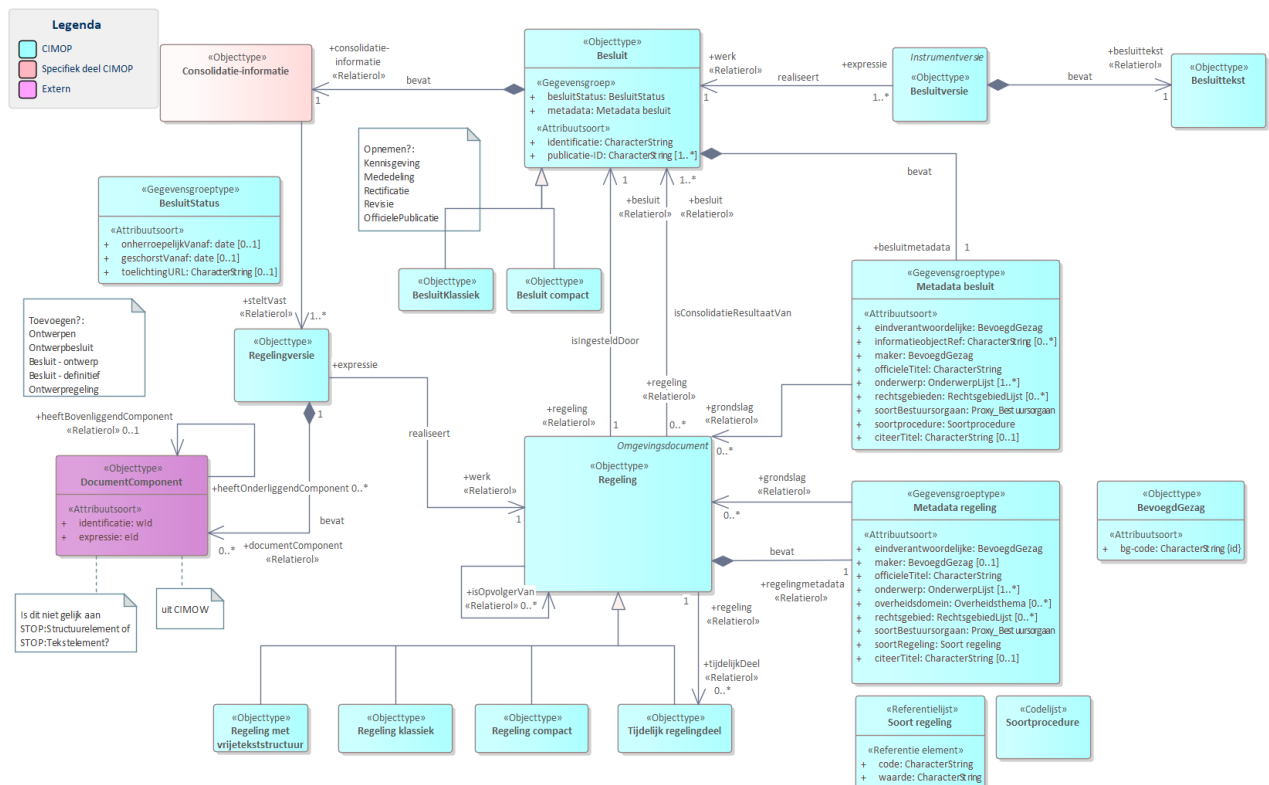 Legenda
CIMOP
Specifiek deel CIMOP
Extern
«Objecttype»
Consolidatie-informatie
+consolidatie-
informatie
«Relatierol»
1
bevat
«Objecttype»
Besluit
«Gegevensgroep»
+ besluitStatus: BesluitStatus
+ metadata: Metadata besluit
«Attribuutsoort»
+ identificatie: CharacterString
+ publicatie-ID: CharacterString [1..*]
+werk
«Relatierol»
1
realiseert
+expressie
1..*
Instrumentversie
«Objecttype»
Besluitversie
bevat
+besluittekst
«Relatierol»
1
«Objecttype»
Besluittekst
Opnemen?:
Kennisgeving
Mededeling
Rectificatie
Revisie
OfficielePublicatie
bevat
+besluitmetadata
1
«Gegevensgroeptype»
BesluitStatus
«Attribuutsoort»
+ onherroepelijkVanaf: date [0..1]
+ geschorstVanaf: date [0..1]
+ toelichtingURL: CharacterString [0..1]
1
+besluit
«Relatierol»
1..*
+besluit
«Relatierol»
«Objecttype»
BesluitKlassiek
«Objecttype»
Besluit compact
«Gegevensgroeptype»
Metadata besluit
«Attribuutsoort»
+ eindverantwoordelijke: BevoegdGezag
+ informatieobjectRef: CharacterString [0..*]
+ maker: BevoegdGezag
+ officieleTitel: CharacterString
+ onderwerp: OnderwerpLijst [1..*]
+ rechtsgebieden: RechtsgebiedLijst [0..*]
+ soortBestuursorgaan: Proxy_Bestuursorgaan
+ soortprocedure: Soortprocedure
+ citeerTitel: CharacterString [0..1]
Toevoegen?:
Ontwerpen
Ontwerpbesluit
Besluit - ontwerp
Besluit - definitief
Ontwerpregeling
+steltVast
«Relatierol»
1..*
«Objecttype»
Regelingversie
+expressie
1
isIngesteldDoor
isConsolidatieResultaatVan
+regeling
«Relatierol»
0..*
+regeling
«Relatierol»
1
+grondslag
«Relatierol»
0..*
realiseert
+heeftBovenliggendComponent
«Relatierol» 0..1
«Objecttype»
DocumentComponent
«Attribuutsoort»
+ identificatie: wId
+ expressie: eId
+heeftOnderliggendComponent 0..*
bevat
+documentComponent
«Relatierol»
0..*
+werk
«Relatierol»
1
Omgevingsdocument
«Objecttype»
Regeling
+grondslag
«Relatierol»
0..*
«Gegevensgroeptype»
Metadata regeling
«Attribuutsoort»
+ eindverantwoordelijke: BevoegdGezag
+ maker: BevoegdGezag [0..1]
+ officieleTitel: CharacterString
+ onderwerp: OnderwerpLijst [1..*]
+ overheidsdomein: Overheidsthema [0..*]
+ rechtsgebied: RechtsgebiedLijst [0..*]
+ soortBestuursorgaan: Proxy_Bestuursorgaan
+ soortRegeling: Soort regeling
+ citeerTitel: CharacterString [0..1]
«Objecttype»
BevoegdGezag
«Attribuutsoort»
+ bg-code: CharacterString {id}
bevat
1
+regelingmetadata
«Relatierol»
Is dit niet gelijk aan
STOP:Structuurelement of
STOP:Tekstelement?
uit CIMOW
+isOpvolgerVan
«Relatierol» 0..*
1
+regeling
«Relatierol»
+tijdelijkDeel
«Relatierol»
0..*
«Objecttype»
Regeling met
vrijetekststructuur
«Objecttype»
Regeling klassiek
«Objecttype»
Regeling compact
«Objecttype»
Tijdelijk regelingdeel
«Referentielijst»
Soort regeling
«Referentie element»
+ code: CharacterString
+ waarde: CharacterString
«Codelijst»
Soortprocedure